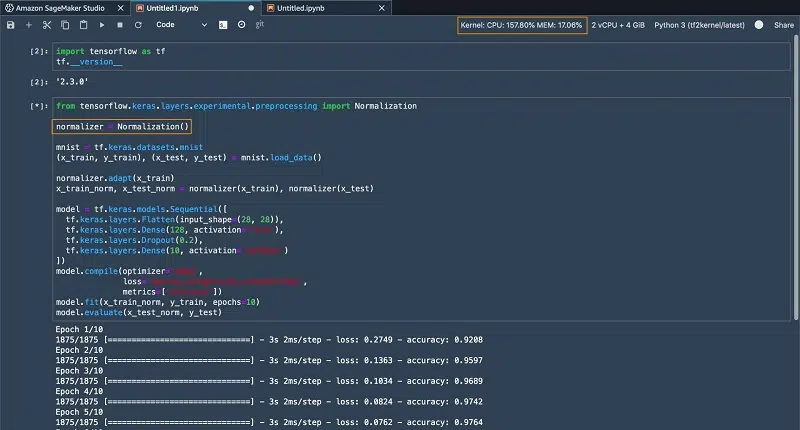 Amazon SageMaker Studio
Untitled1.ipynb
Untitled.ipynb
Code
git
Kernel: CPU: 157.80% MEM: 17.06%
2 vCPU + 4 GiB
Python 3 (tf2kernel/latest)
Share
[2]: import tensorflow as tf
tf.__version__
[2]: '2.3.0'
[*]: from tensorflow.keras.layers.experimental.preprocessing import Normalization
normalizer = Normalization()
mnist = tf.keras.datasets.mnist
(x_train, y_train), (x_test, y_test) = mnist.load_data()
normalizer.adapt(x_train)
x_train_norm, x_test_norm = normalizer(x_train), normalizer(x_test)
model = tf.keras.models.Sequential([
tf.keras.layers.Flatten(input_shape=(28, 28)),
tf.keras.layers.Dense(128, activation= ),
tf.keras.layers.Dropout(0.2),
tf.keras.layers.Dense(10, activation= )
])
model.compile(optimizer= ,
loss= ,
metrics=[ ])
model.fit(x_train_norm, y_train, epochs=10)
model.evaluate(x_test_norm, y_test)
Epoch 1/10
1875/1875 [==============================] - 3s 2ms/step - loss: 0.2749 - accuracy: 0.9208
Epoch 2/10
1875/1875 [==============================] - 3s 2ms/step - loss: 0.1363 - accuracy: 0.9597
Epoch 3/10
1875/1875 [==============================] - 3s 2ms/step - loss: 0.1034 - accuracy: 0.9689
Epoch 4/10
1875/1875 [==============================] - 3s 2ms/step - loss: 0.0824 - accuracy: 0.9742
Epoch 5/10
1875/1875 [==============================] - 3s 2ms/step - loss: 0.0762 - accuracy: 0.9764